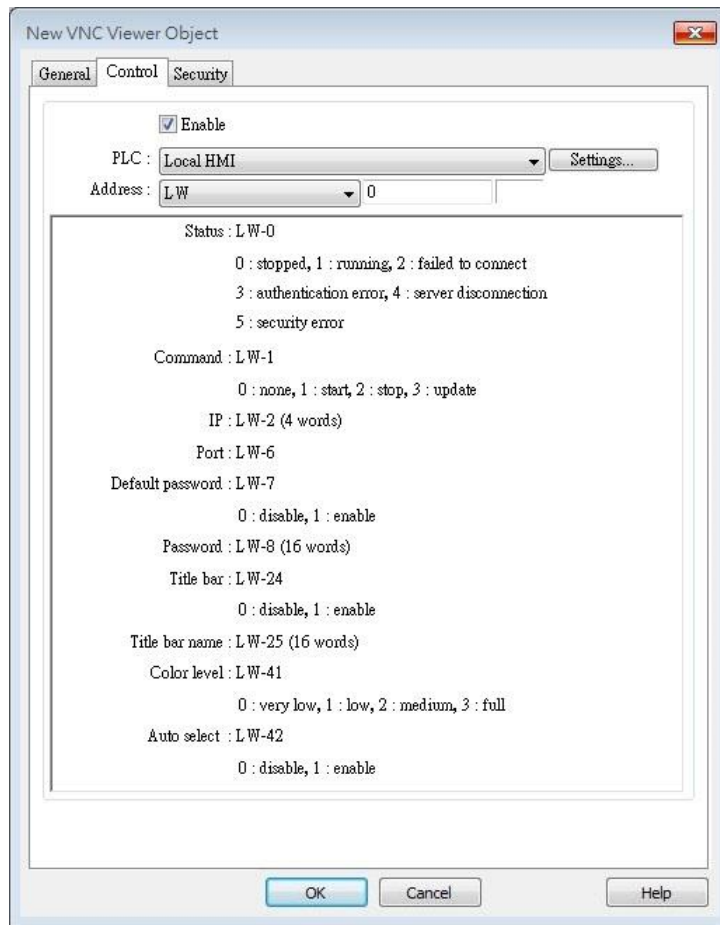 New VNC Viewer Object
General Control Security
Enable
PLC : Local HMI Settings...
Address : LW 0
Status : LW-0
0 : stopped, 1 : running, 2 : failed to connect
3 : authentication error, 4 : server disconnection
5 : security error
Command : LW-1
0 : none, 1 : start, 2 : stop, 3 : update
IP : LW-2 (4 words)
Port : LW-6
Default password : LW-7
0 : disable, 1 : enable
Password : LW-8 (16 words)
Title bar : LW-24
0 : disable, 1 : enable
Title bar name : LW-25 (16 words)
Color level : LW-41
0 : very low, 1 : low, 2 : medium, 3 : full
Auto select : LW-42
0 : disable, 1 : enable
OK Cancel Help